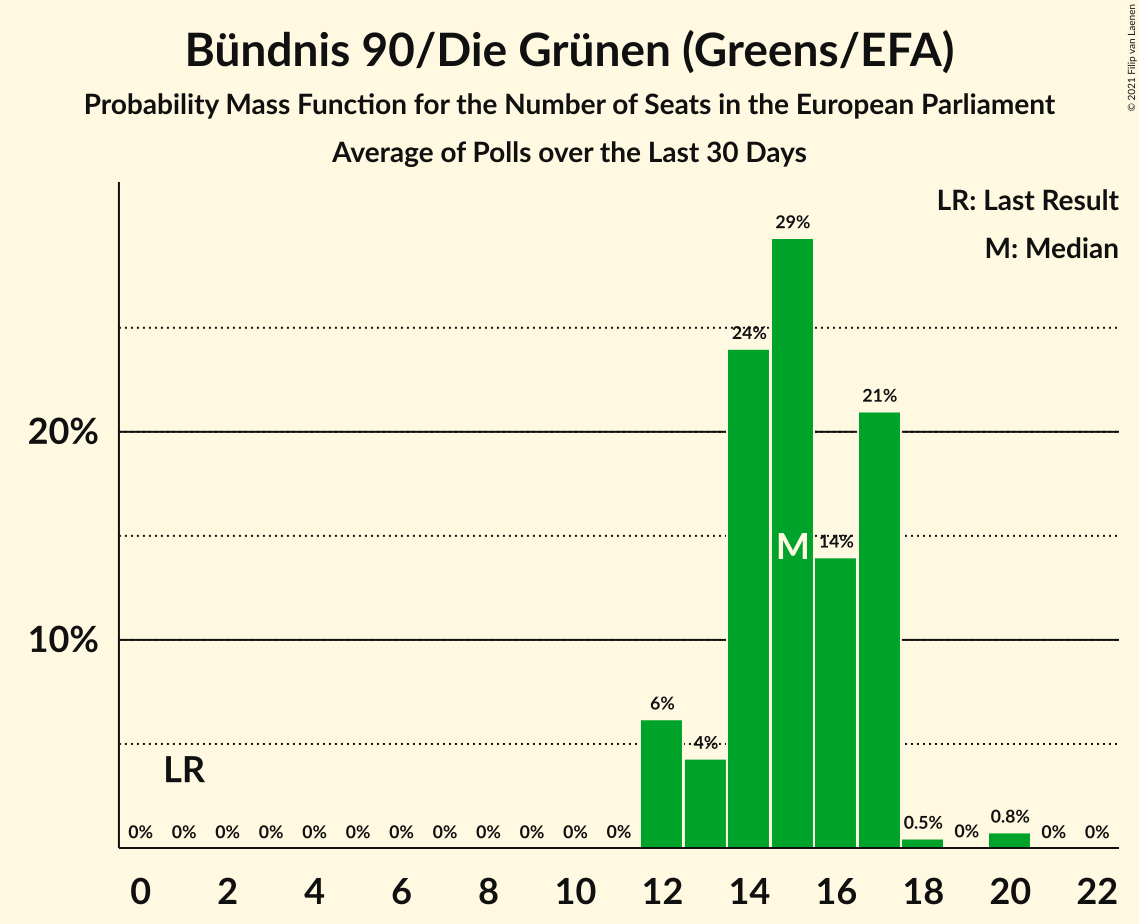 Bündnis 90/Die Grünen (Greens/EFA)
Probability Mass Function for the Number of Seats in the European Parliament
Average of Polls over the Last 30 Days
© 2021 Filip van Laenen
LR: Last Result
M: Median
29%
24%
21%
20%
M
14%
10%
6%
4%
LR
0% 0% 0% 0% 0% 0% 0% 0% 0% 0% 0% 0% 0.5% 0% 0.8% 0% 0%
0 2 4 6 8 10 12 14 16 18 20 22